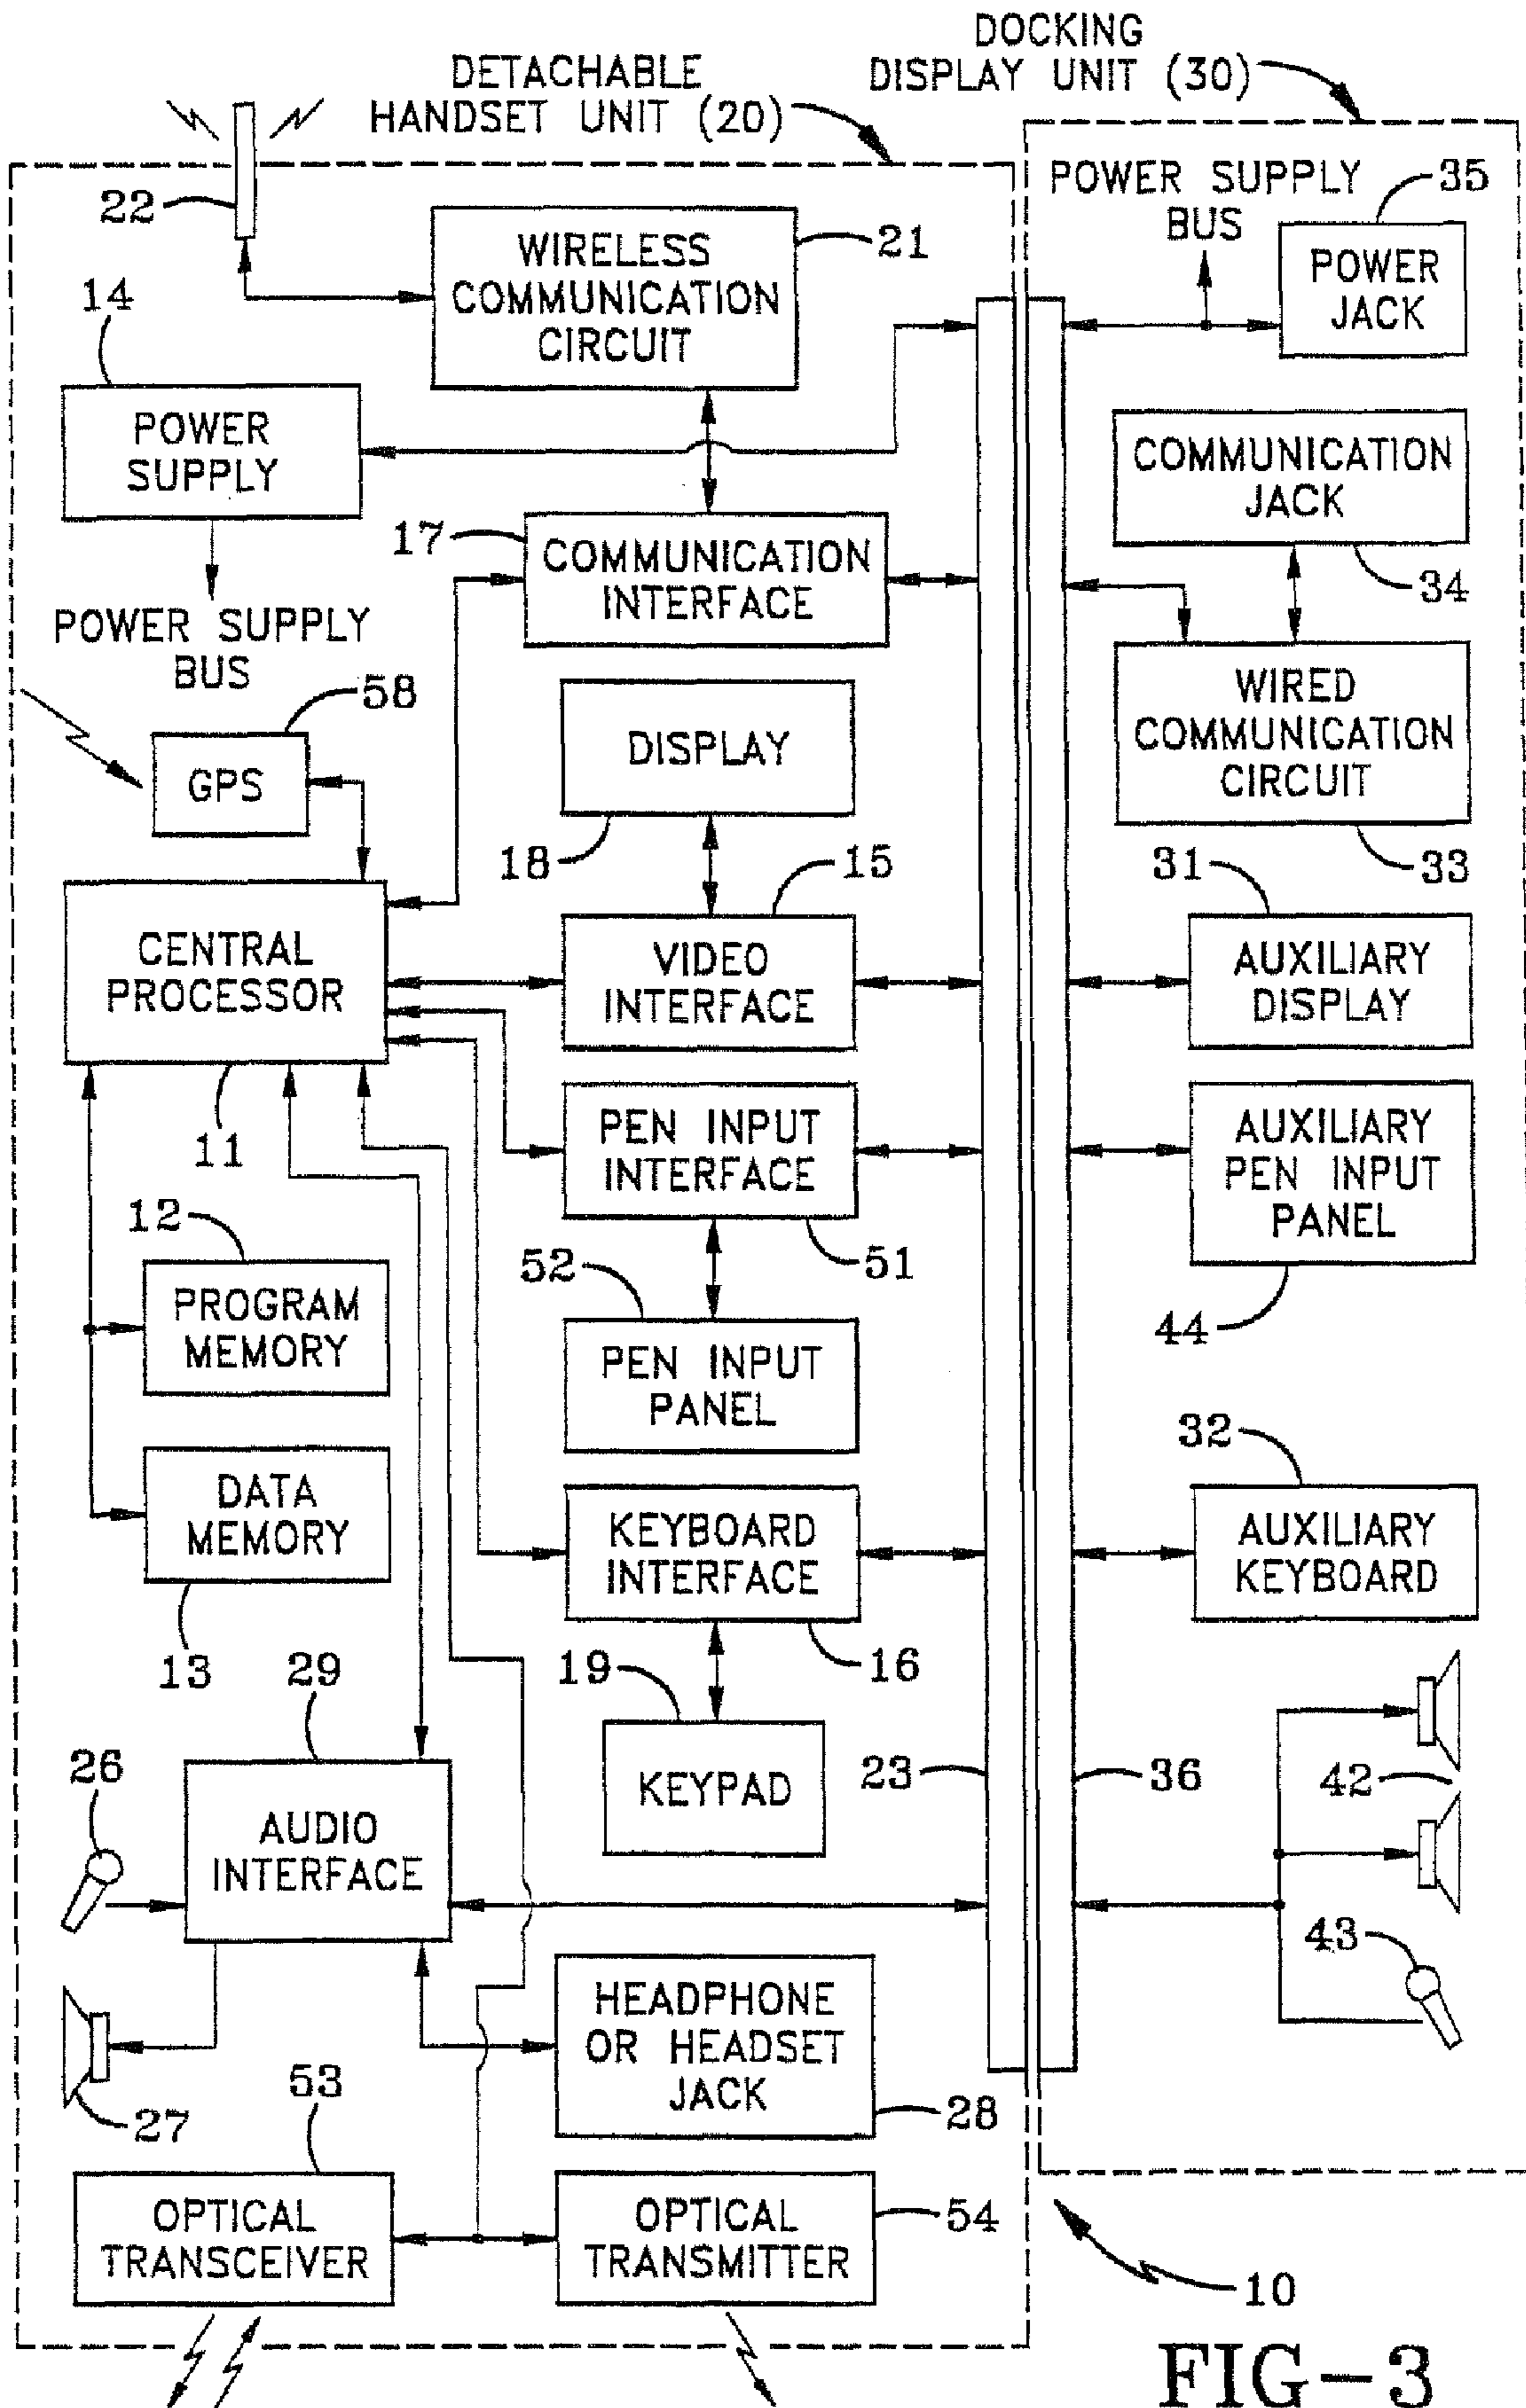 DOCKING
DISPLAY UNIT (30)
DETACHABLE
HANDSET UNIT (20)
22
WIRELESS
COMMUNICATION
CIRCUIT
21
POWER SUPPLY
BUS
35
POWER
JACK
14
POWER
SUPPLY
POWER SUPPLY
BUS
17
COMMUNICATION
INTERFACE
COMMUNICATION
JACK
34
WIRED
COMMUNICATION
CIRCUIT
33
58
GPS
DISPLAY
18
15
VIDEO
INTERFACE
31
AUXILIARY
DISPLAY
CENTRAL
PROCESSOR
11
PEN INPUT
INTERFACE
51
AUXILIARY
PEN INPUT
PANEL
44
12
PROGRAM
MEMORY
52
PEN INPUT
PANEL
DATA
MEMORY
13
KEYBOARD
INTERFACE
16
32
AUXILIARY
KEYBOARD
19
KEYPAD
23
36
42
29
26
AUDIO
INTERFACE
43
27
HEADPHONE
OR HEADSET
JACK
28
53
OPTICAL
TRANSCEIVER
OPTICAL
TRANSMITTER
54
10
FIG-3